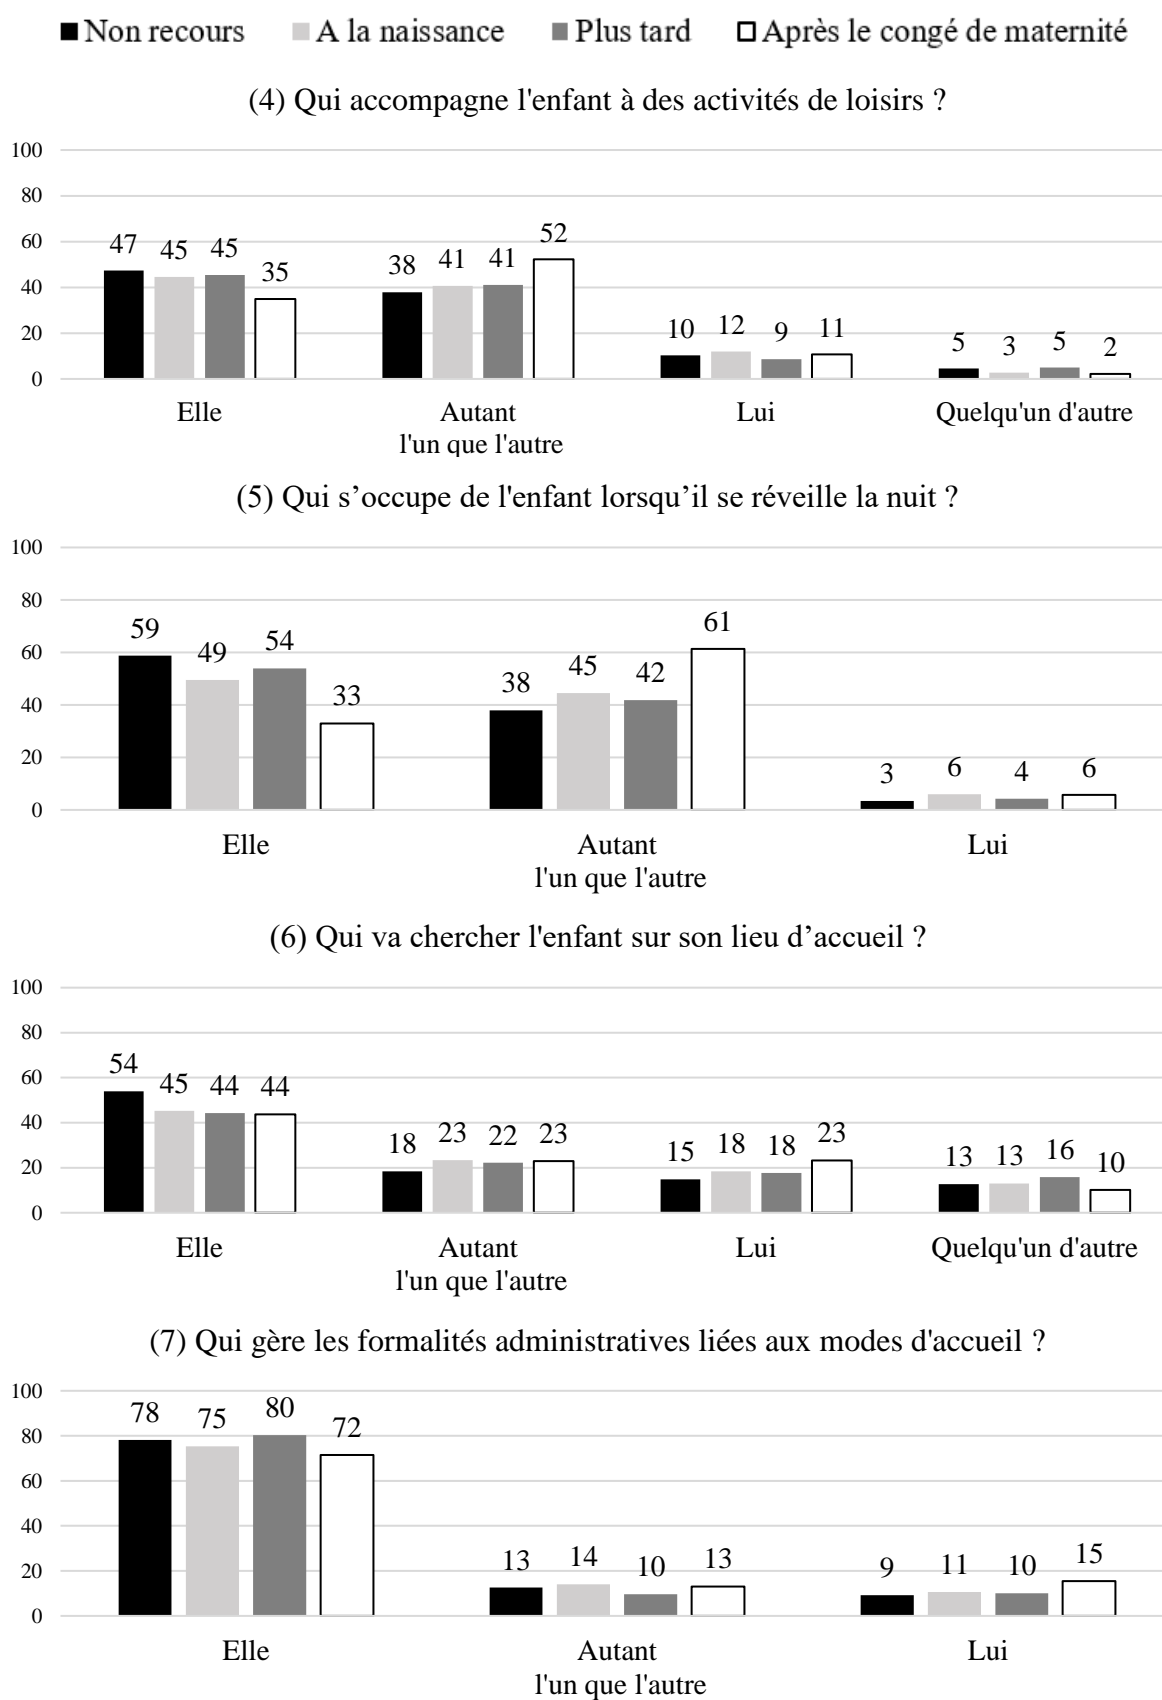 Non recours A la naissance Plus tard Après le congé de maternité
(4) Qui accompagne l'enfant à des activités de loisirs ?
100
80
60
40
20
0
47 45 45 35 38 41 41 52 10 12 9 11 5 3 5 2
Elle Autant Lui Quelqu'un d'autre
l'un que l'autre
(5) Qui s’occupe de l'enfant lorsqu’il se réveille la nuit ?
100
80
60
40
20
0
59 49 54 33 38 45 42 61 3 6 4 6
Elle Autant Lui
l'un que l'autre
(6) Qui va chercher l'enfant sur son lieu d’accueil ?
100
80
60
40
20
0
54 45 44 44 18 23 22 23 15 18 18 23 13 13 16 10
Elle Autant Lui Quelqu'un d'autre
l'un que l'autre
(7) Qui gère les formalités administratives liées aux modes d'accueil ?
100
80
60
40
20
0
78 75 80 72 13 14 10 13 9 11 10 15
Elle Autant Lui
l'un que l'autre